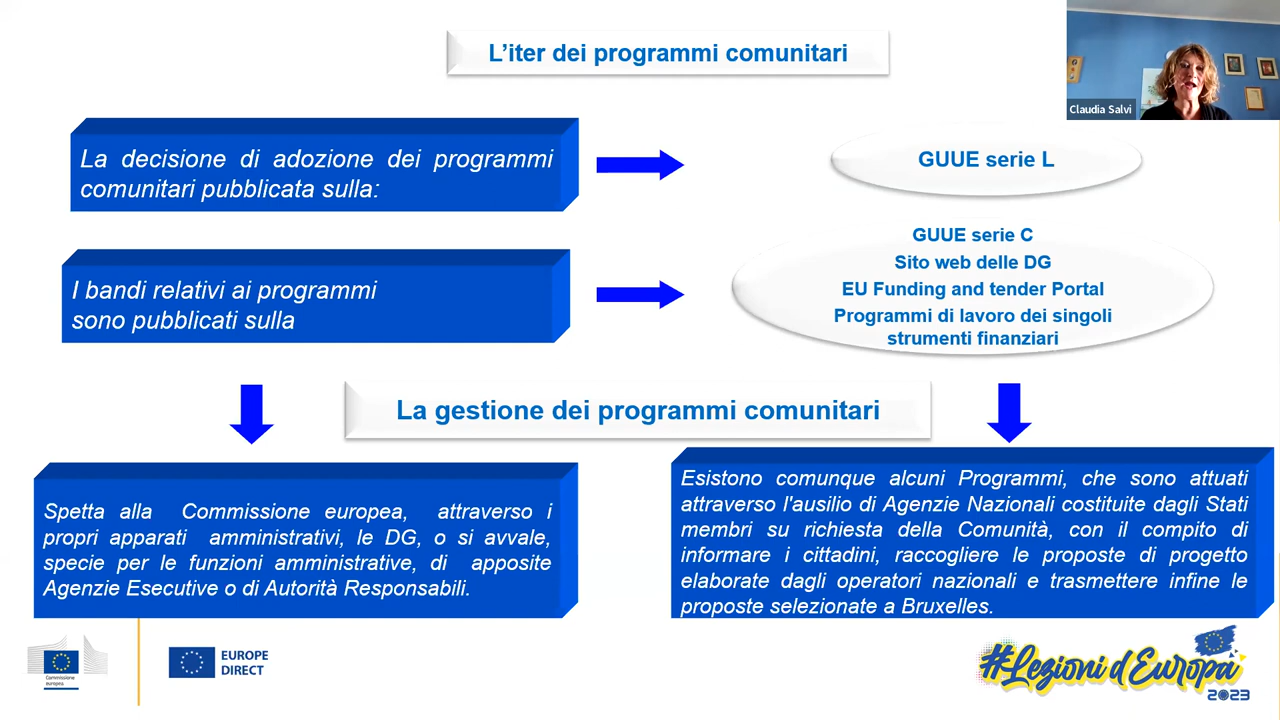 L'iter dei programmi comunitari
Claudia Salvi
La decisione di adozione dei programmi
comunitari pubblicata sulla:
GUUE serie L
I bandi relativi ai programmi
sono pubblicati sulla
GUUE serie C
Sito web delle DG
EU Funding and tender Portal
Programmi di lavoro dei singoli
strumenti finanziari
La gestione dei programmi comunitari
Spetta alla Commissione europea, attraverso i
propri apparati amministrativi, le DG, o si avvale,
specie per le funzioni amministrative, di apposite
Agenzie Esecutive o di Autorità Responsabili.
Esistono comunque alcuni Programmi, che sono attuati
attraverso l'ausilio di Agenzie Nazionali costituite dagli Stati
membri su richiesta della Comunità, con il compito di
informare i cittadini, raccogliere le proposte di progetto
elaborate dagli operatori nazionali e trasmettere infine le
proposte selezionate a Bruxelles.
Commissione
europea
EUROPE
DIRECT
#Lezioni d'Europa
2023